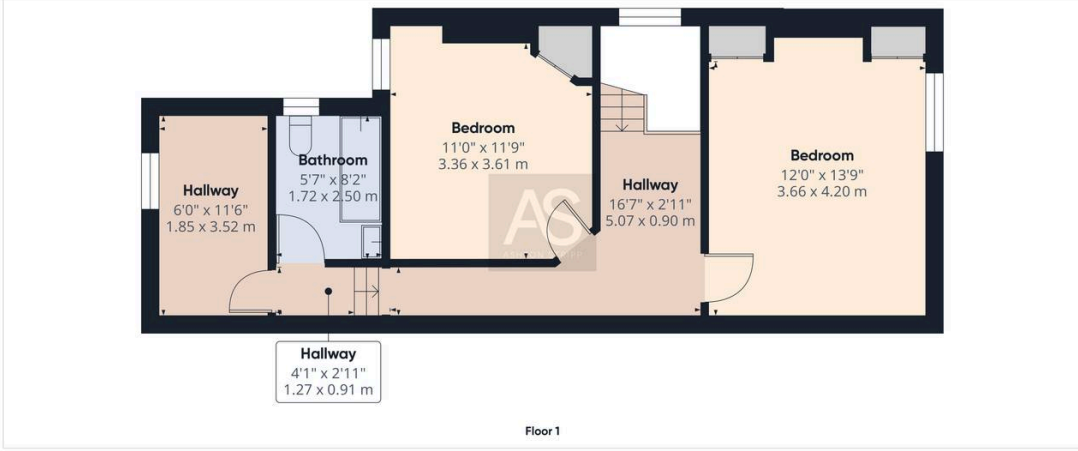 Bedroom
11'0" x 11'9"
3.36 x 3.61 m
Bedroom
12'0" x 13'9"
3.66 x 4.20 m
Bathroom
5'7" x 8'2"
1.72 x 2.50 m
Hallway
6'0" x 11'6"
1.85 x 3.52 m
Hallway
16'7" x 2'11"
5.07 x 0.90 m
AS
Hallway
4'1" x 2'11"
1.27 x 0.91 m
Floor 1